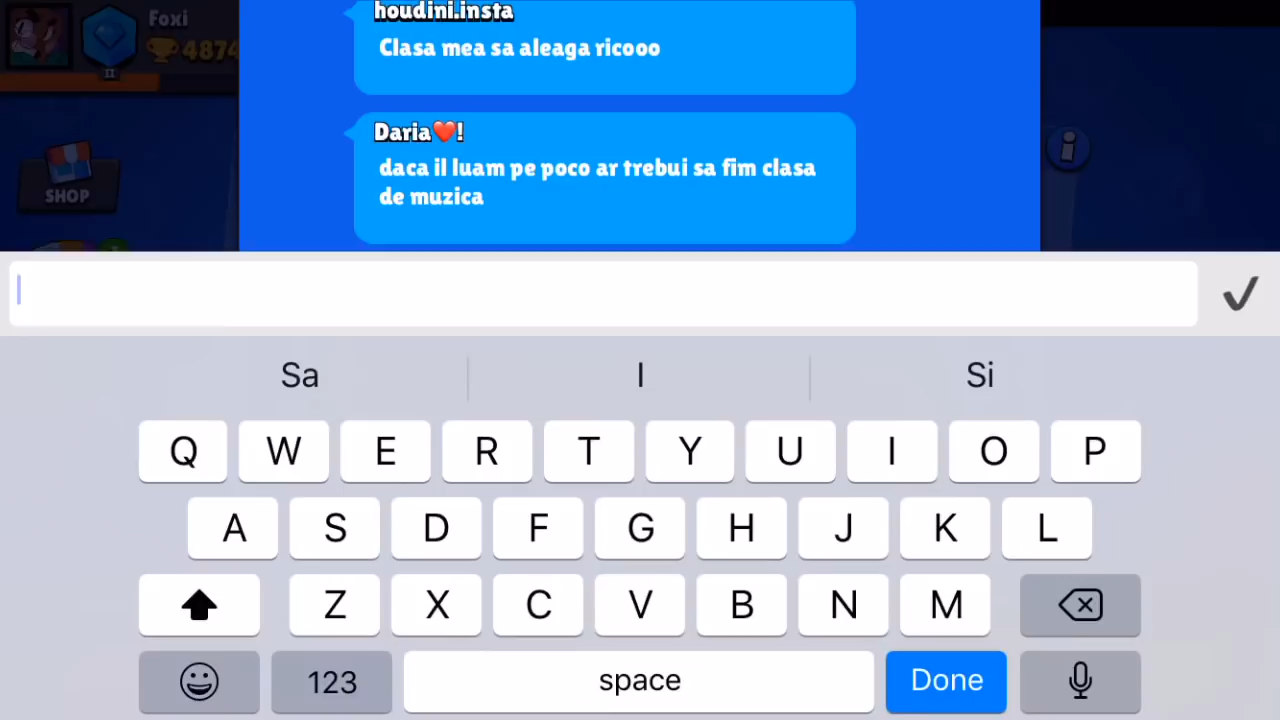 Foxi
4874
II
SHOP
houdini.insta
Clasa mea sa aleaga ricooo
Daria❤️!
daca il luam pe poco ar trebui sa fim clasa
de muzica
Sa I Si
Q W E R T Y U I O P
A S D F G H J K L
Z X C V B N M
123 space Done